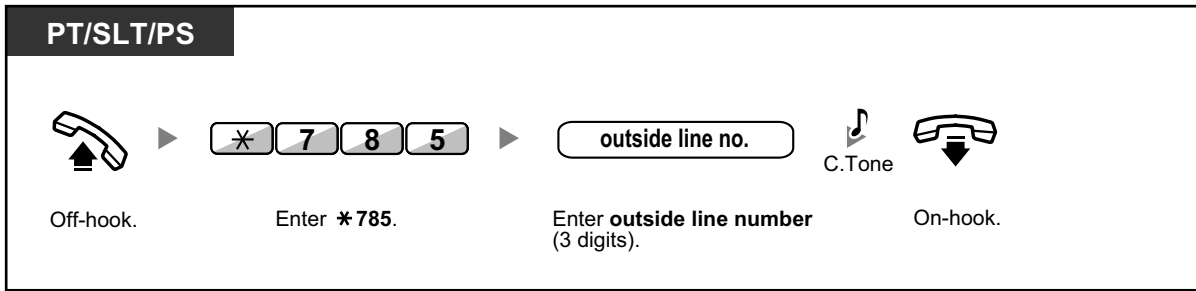 PT/SLT/PS
* 7 8 5
outside line no.
C.Tone
Off-hook.
Enter *785.
Enter outside line number
(3 digits).
On-hook.